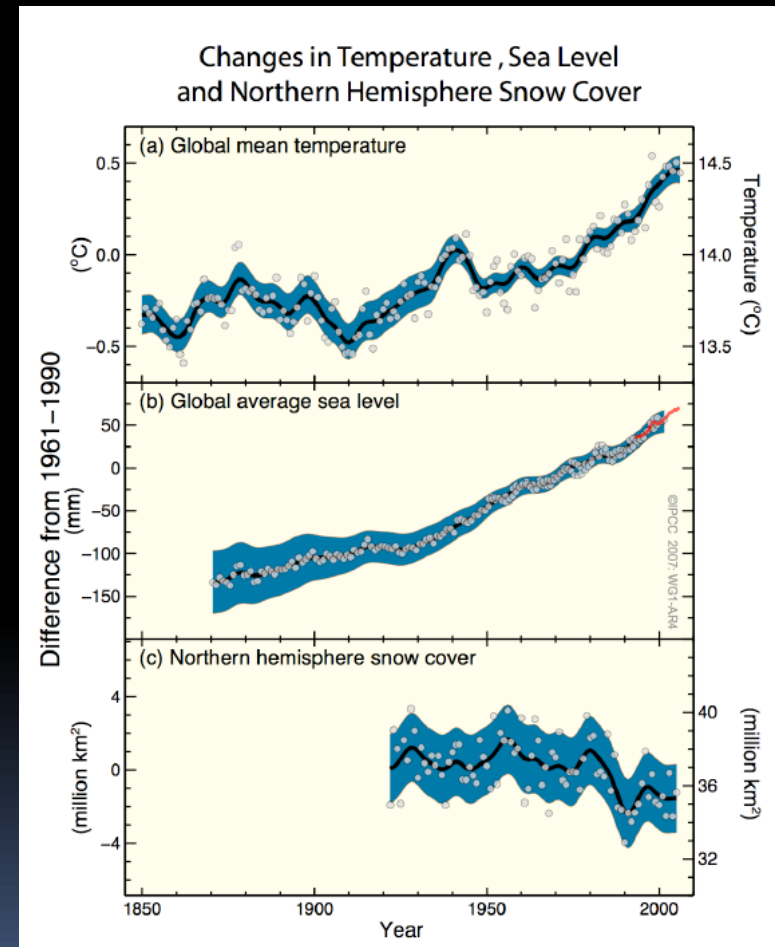 Changes in Temperature , Sea Level
and Northern Hemisphere Snow Cover
(a) Global mean temperature
0.5
0.0
−0.5
(°C)
14.5
14.0
13.5
Temperature (°C)
(b) Global average sea level
50
0
−50
−100
−150
(mm)
Difference from 1961−1990
©IPCC 2007: WG1-AR4
(c) Northern hemisphere snow cover
4
0
−4
(million km²)
40
36
32
(million km²)
1850 1900 1950 2000
Year